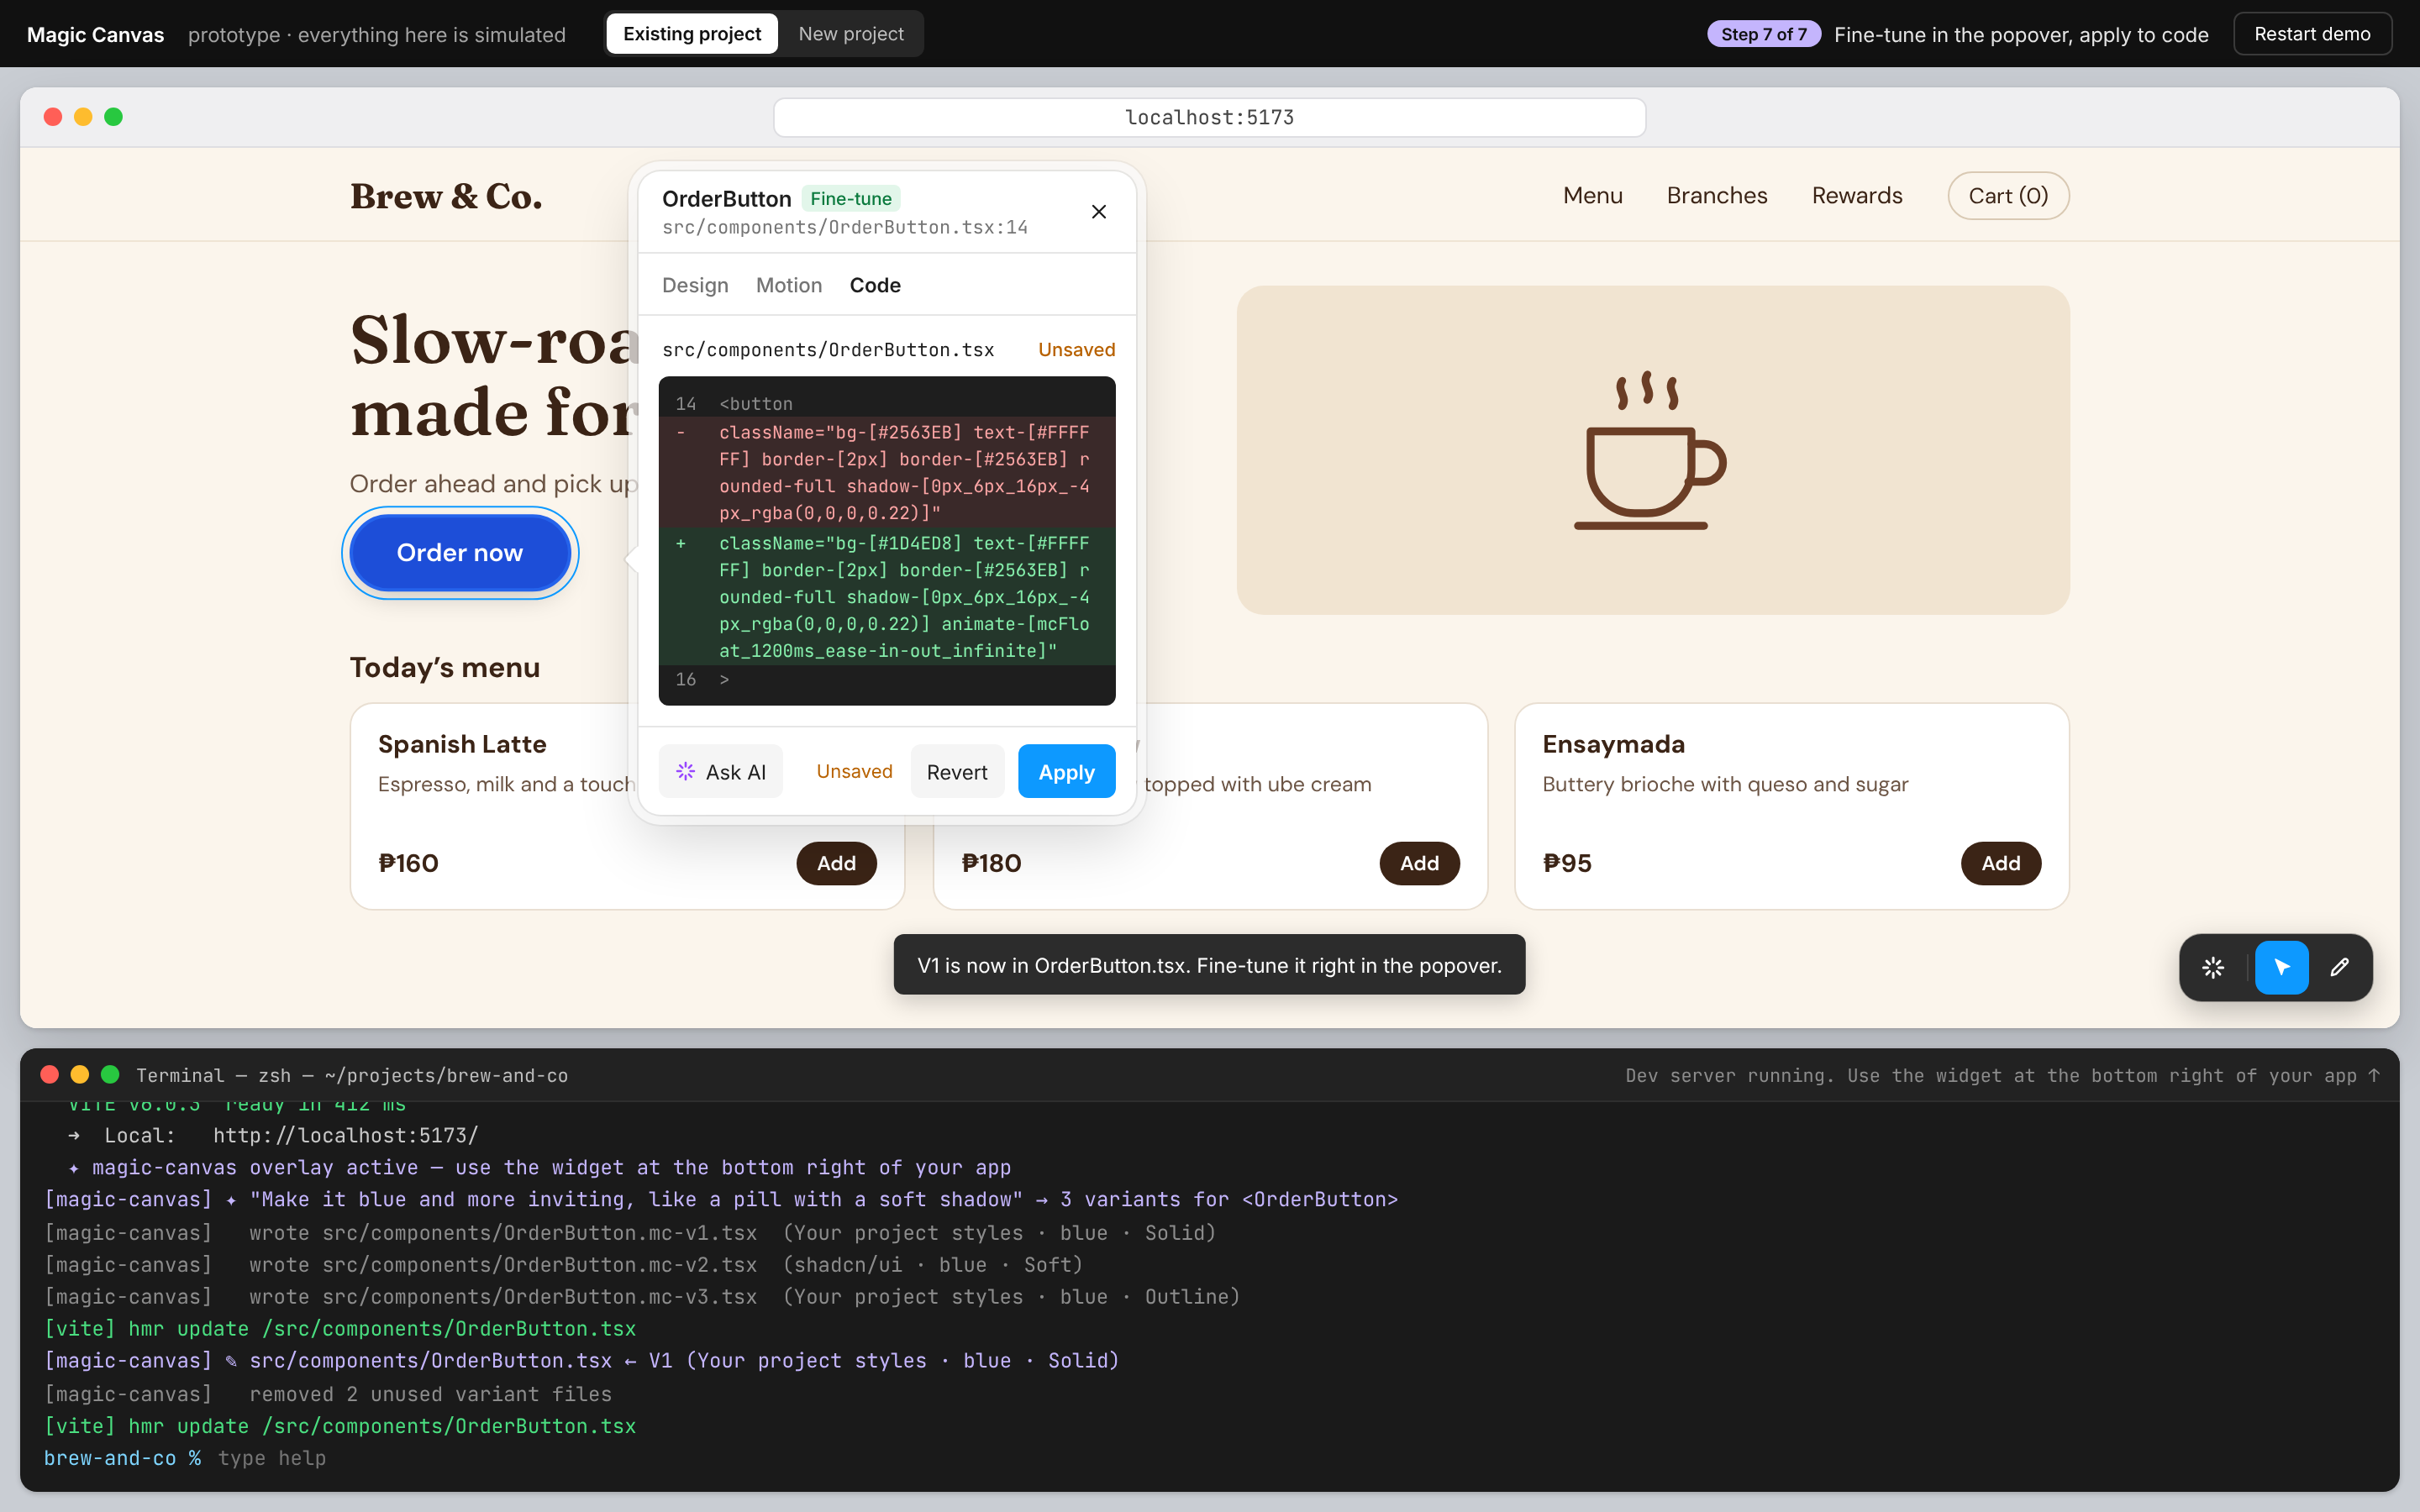 Magic Canvas prototype · everything here is simulated Existing project New project Step 7 of 7 Fine-tune in the popover, apply to code Restart demo
localhost:5173
Brew & Co. Menu Branches Rewards Cart (0)
OrderButton Fine-tune
src/components/OrderButton.tsx:14
Design Motion Code
Slow-roa
made for
Order ahead and pick up
Order now
src/components/OrderButton.tsx Unsaved
14 <button
- className="bg-[#2563EB] text-[#FFFF
FF] border-[2px] border-[#2563EB] r
ounded-full shadow-[0px_6px_16px_-4
px_rgba(0,0,0,0.22)]"
+ className="bg-[#1D4ED8] text-[#FFFF
FF] border-[2px] border-[#2563EB] r
ounded-full shadow-[0px_6px_16px_-4
px_rgba(0,0,0,0.22)] animate-[mcFlo
at_1200ms_ease-in-out_infinite]"
16 >
Ask AI Unsaved Revert Apply
Today’s menu
Spanish Latte
Espresso, milk and a touch
₱160 Add
topped with ube cream
₱180 Add
Ensaymada
Buttery brioche with queso and sugar
₱95 Add
V1 is now in OrderButton.tsx. Fine-tune it right in the popover.
Terminal — zsh — ~/projects/brew-and-co Dev server running. Use the widget at the bottom right of your app ↑
VITE v6.0.3 ready in 412 ms
➜ Local: http://localhost:5173/
✦ magic-canvas overlay active — use the widget at the bottom right of your app
[magic-canvas] ✦ "Make it blue and more inviting, like a pill with a soft shadow" → 3 variants for <OrderButton>
[magic-canvas] wrote src/components/OrderButton.mc-v1.tsx (Your project styles · blue · Solid)
[magic-canvas] wrote src/components/OrderButton.mc-v2.tsx (shadcn/ui · blue · Soft)
[magic-canvas] wrote src/components/OrderButton.mc-v3.tsx (Your project styles · blue · Outline)
[vite] hmr update /src/components/OrderButton.tsx
[magic-canvas] ✎ src/components/OrderButton.tsx ← V1 (Your project styles · blue · Solid)
[magic-canvas] removed 2 unused variant files
[vite] hmr update /src/components/OrderButton.tsx
brew-and-co % type help